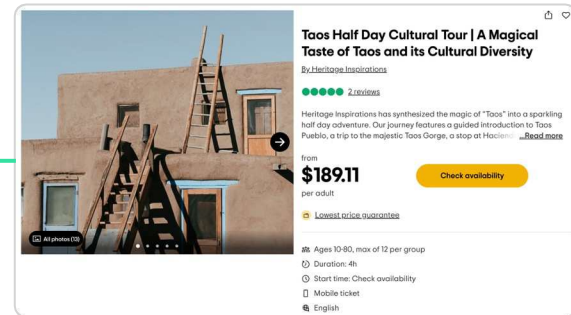 Taos Half Day Cultural Tour | A Magical
Taste of Taos and its Cultural Diversity
By Heritage Inspirations
2 reviews
Heritage Inspirations has synthesized the magic of "Taos" into a sparkling
half day adventure. Our journey features a guided introduction to Taos
Pueblo, a trip to the majestic Taos Gorge, a stop at ...Read more
from
$189.11
per adult
Check availability
Lowest price guarantee
All photos (13)
Ages 10-80, max of 12 per group
Duration: 4h
Start time: Check availability
Mobile ticket
English